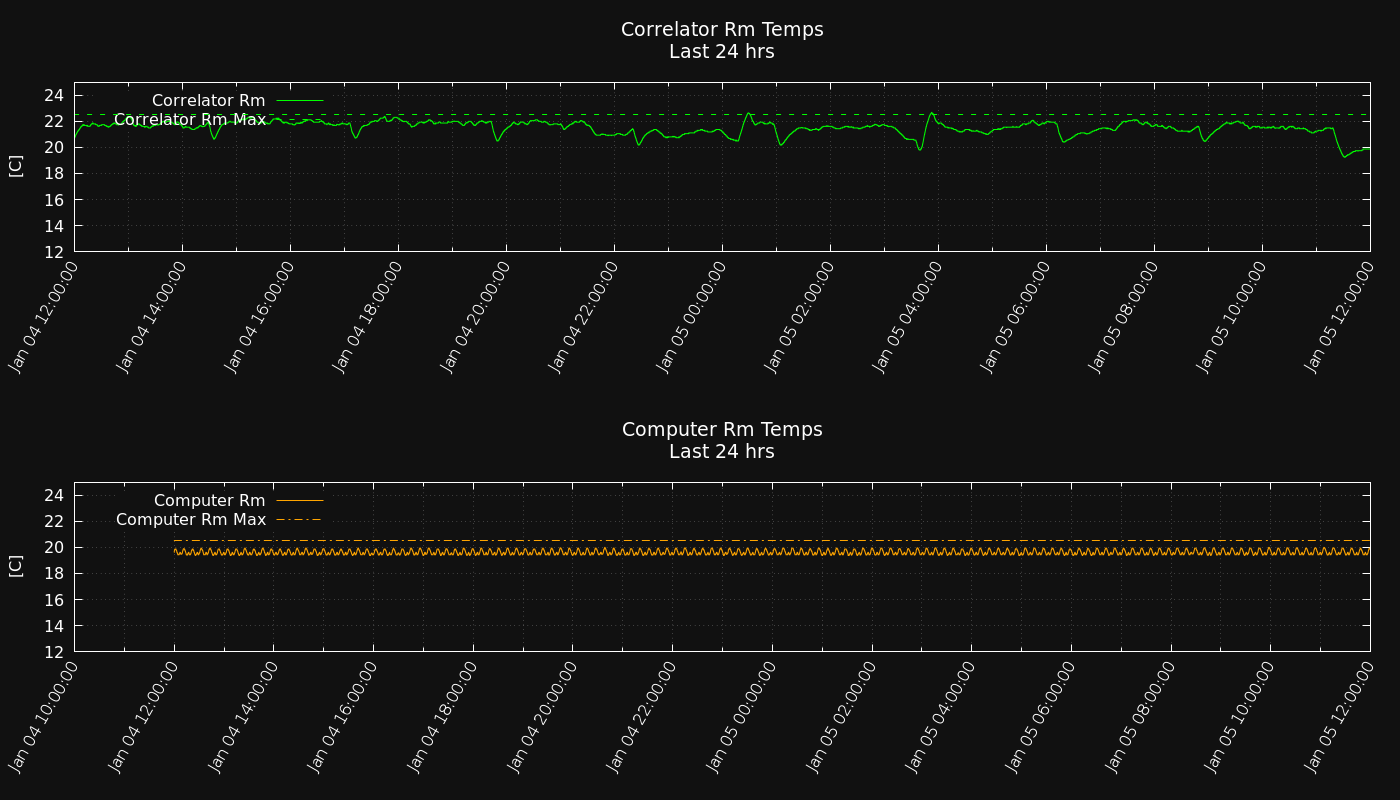 Correlator Rm Temps
Last 24 hrs
Correlator Rm
Correlator Rm Max
[C]
24
22
20
18
16
14
12
Jan 04 12:00:00
Jan 04 14:00:00
Jan 04 16:00:00
Jan 04 18:00:00
Jan 04 20:00:00
Jan 04 22:00:00
Jan 05 00:00:00
Jan 05 02:00:00
Jan 05 04:00:00
Jan 05 06:00:00
Jan 05 08:00:00
Jan 05 10:00:00
Jan 05 12:00:00
Computer Rm Temps
Last 24 hrs
Computer Rm
Computer Rm Max
[C]
24
22
20
18
16
14
12
Jan 04 10:00:00
Jan 04 12:00:00
Jan 04 14:00:00
Jan 04 16:00:00
Jan 04 18:00:00
Jan 04 20:00:00
Jan 04 22:00:00
Jan 05 00:00:00
Jan 05 02:00:00
Jan 05 04:00:00
Jan 05 06:00:00
Jan 05 08:00:00
Jan 05 10:00:00
Jan 05 12:00:00